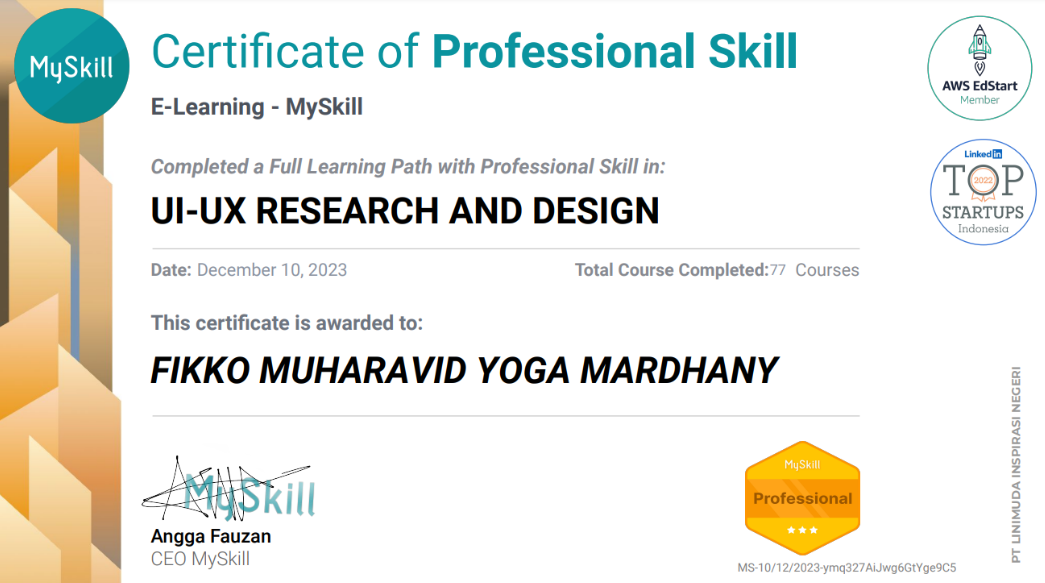 MySkill
Certificate of Professional Skill
E-Learning - MySkill
Completed a Full Learning Path with Professional Skill in:
UI-UX RESEARCH AND DESIGN
Date: December 10, 2023
Total Course Completed:77 Courses
This certificate is awarded to:
FIKKO MUHARAVID YOGA MARDHANY
MySkill
Angga Fauzan
CEO MySkill
MySkill
Professional
MS-10/12/2023-ymq327AiJwg6GtYge9C5
AWS EdStart
Member
Linked in
TOP
2022
STARTUPS
Indonesia
PT LINIMUDA INSPIRASI NEGERI